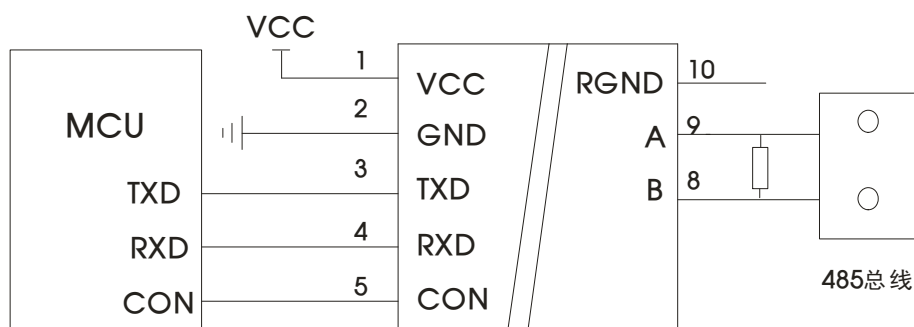 VCC
MCU
TXD
RXD
CON
1
2
3
4
5
VCC
GND
TXD
RXD
CON
RGND
A
B
10
9
8
485总线